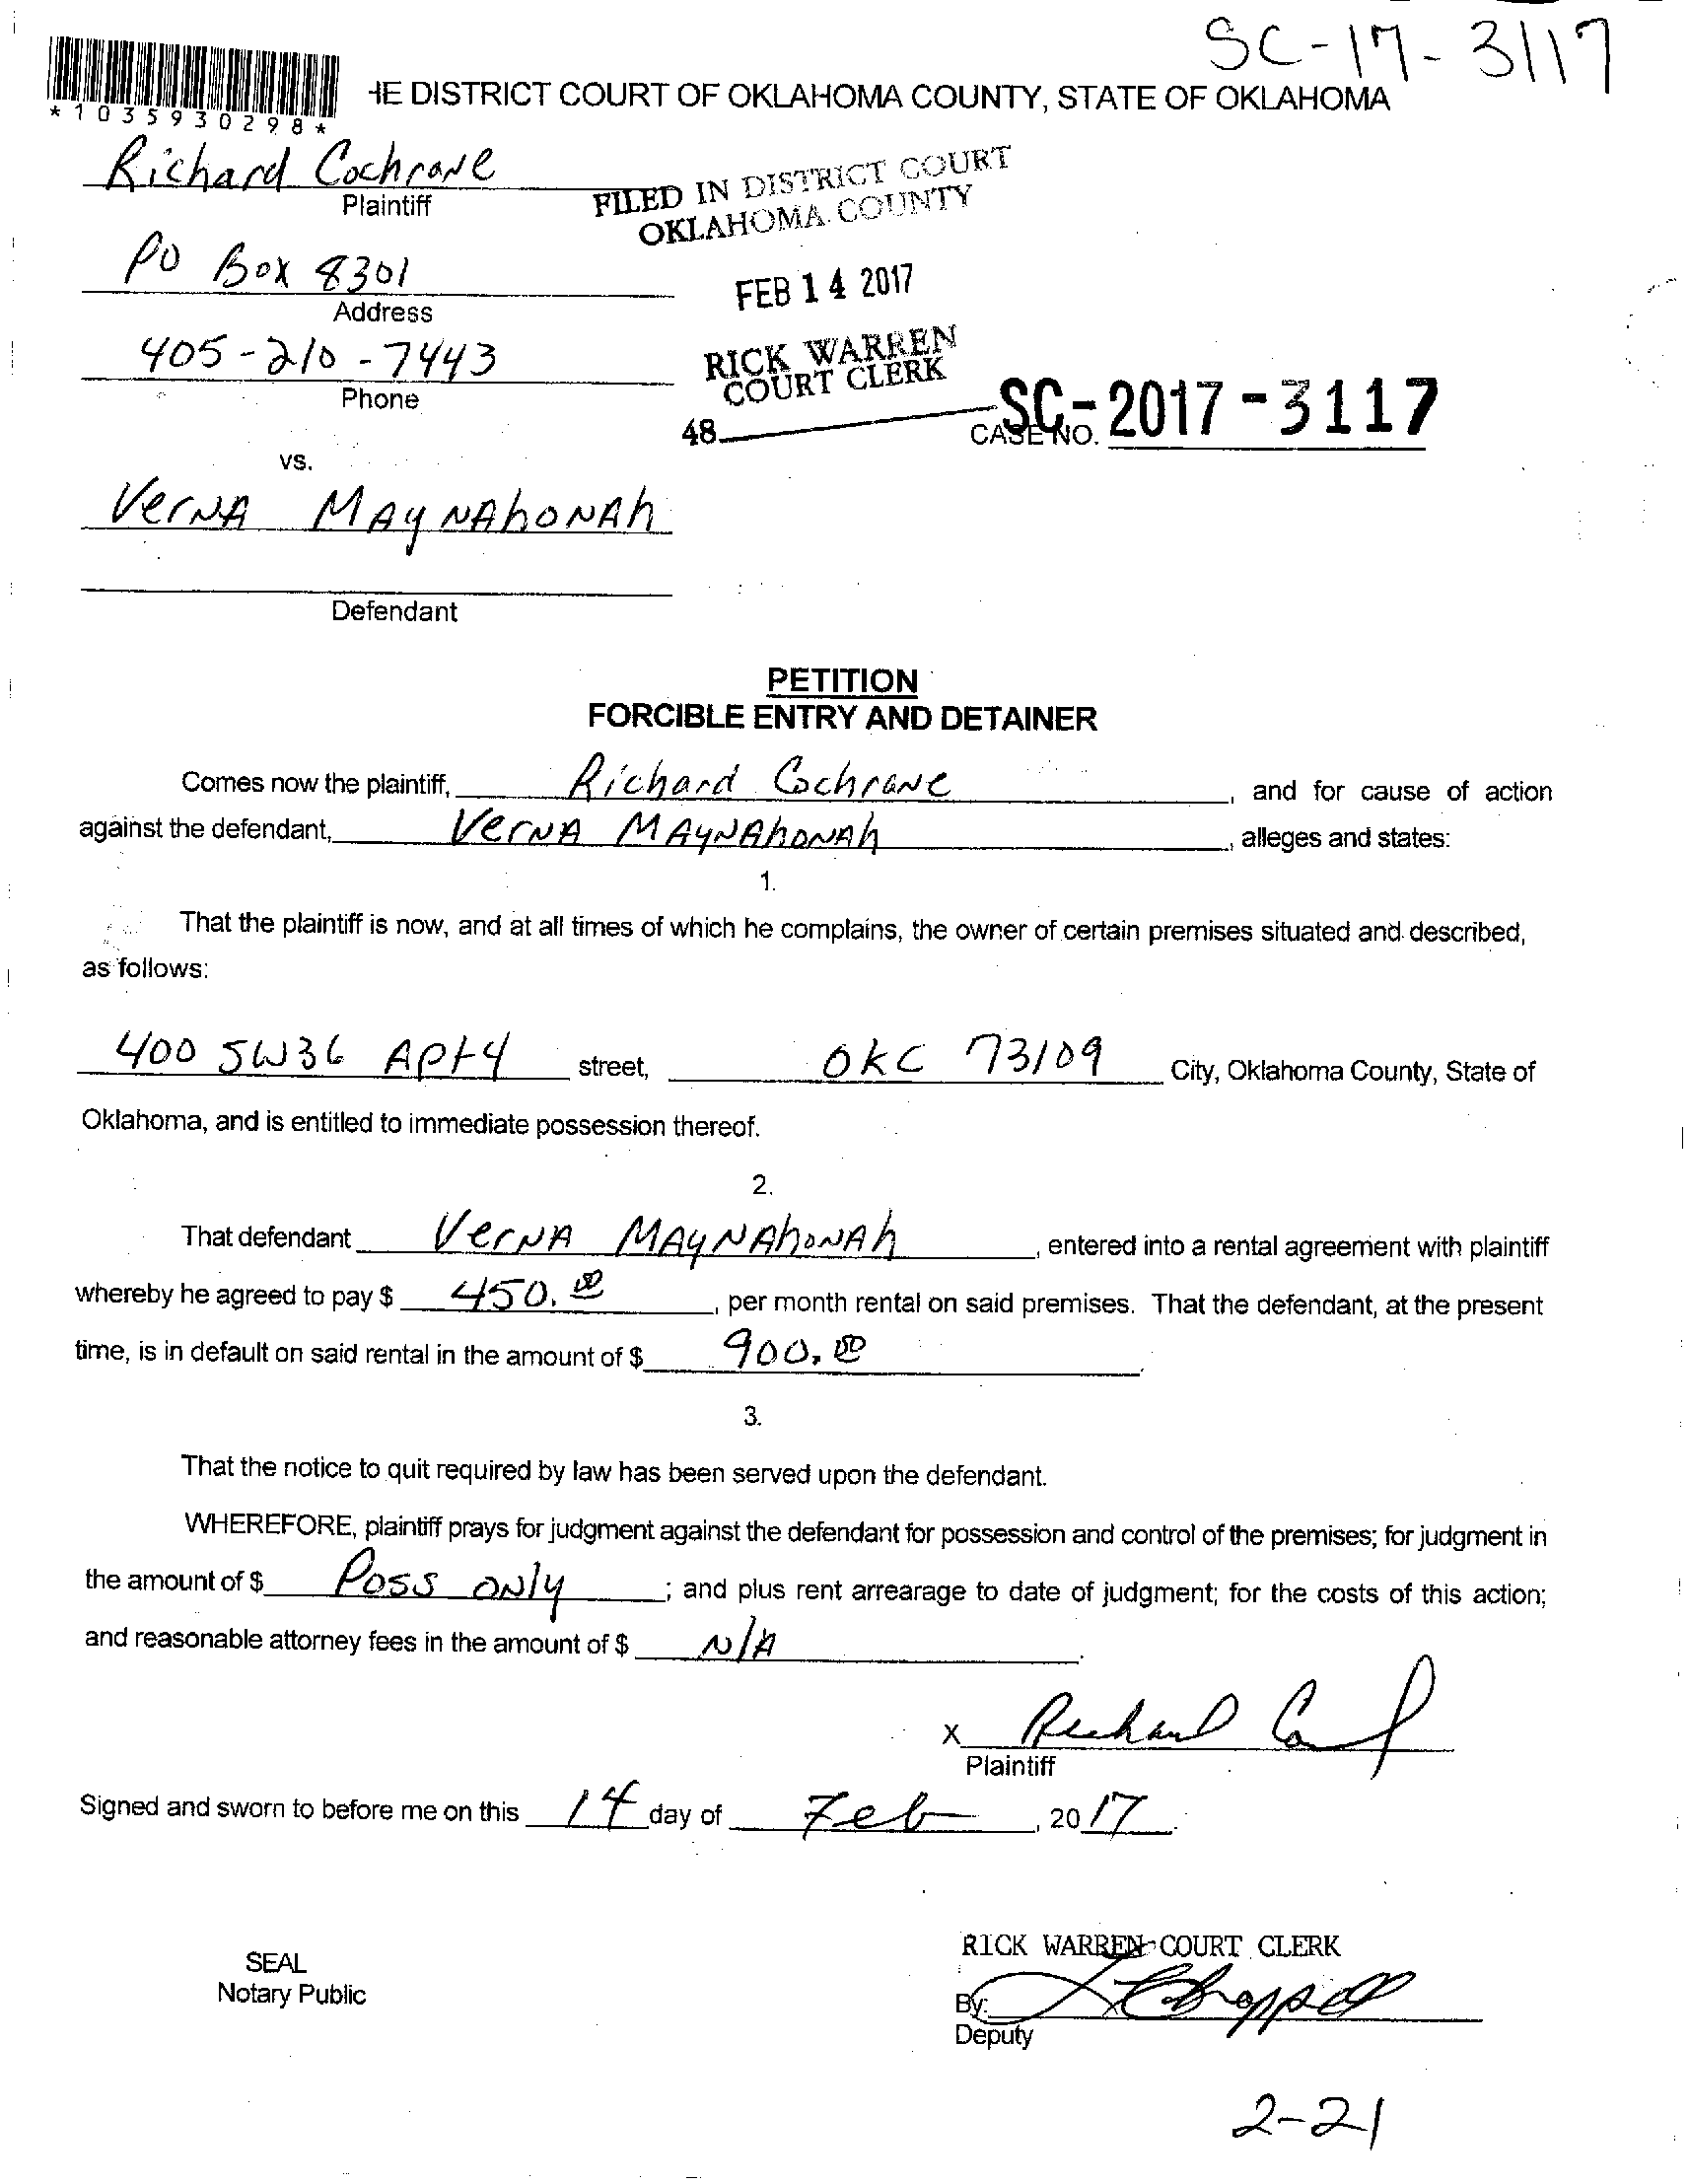 SC-17-3117
*1035930298*
HE DISTRICT COURT OF OKLAHOMA COUNTY, STATE OF OKLAHOMA
Richard Cochrane
Plaintiff
FILED IN DISTRICT COURT
OKLAHOMA COUNTY
PO Box 8301
Address
FEB 14 2017
405-210-7443
Phone
RICK WARREN
COURT CLERK
48
CASE NO. SC-2017-3117
vs.
Verna Maynahonah
Defendant
PETITION
FORCIBLE ENTRY AND DETAINER
Comes now the plaintiff, Richard Cochrane, and for cause of action
against the defendant, Verna Maynahonah, alleges and states:
1.
That the plaintiff is now, and at all times of which he complains, the owner of certain premises situated and described,
as follows:
400 SW36 Apt 4 street, OKC 73109 City, Oklahoma County, State of
Oklahoma, and is entitled to immediate possession thereof.
2.
That defendant Verna Maynahonah, entered into a rental agreement with plaintiff
whereby he agreed to pay $ 450.00, per month rental on said premises. That the defendant, at the present
time, is in default on said rental in the amount of $ 900.00.
3.
That the notice to quit required by law has been served upon the defendant.
WHEREFORE, plaintiff prays for judgment against the defendant for possession and control of the premises; for judgment in
the amount of $ Poss only; and plus rent arrearage to date of judgment; for the costs of this action;
and reasonable attorney fees in the amount of $ N/A.
X Richard
Plaintiff
Signed and sworn to before me on this 14 day of Feb, 2017.
RICK WARREN COURT CLERK
SEAL
Notary Public
By:
Deputy
2-21